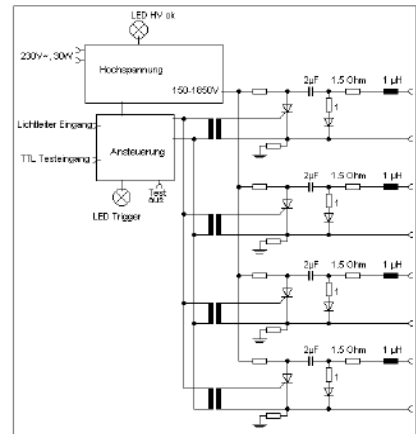 LED HV ok
230V~, 30W
Hochspannung
150-1850V
Lichtleiter Eingang
Ansteuerung
TTL Testeingang
Test
aus
LED Trigger
2µF 1.5 Ohm 1 µH
1
2µF 1.5 Ohm 1 µH
1
2µF 1.5 Ohm 1 µH
1
2µF 1.5 Ohm 1 µH
1